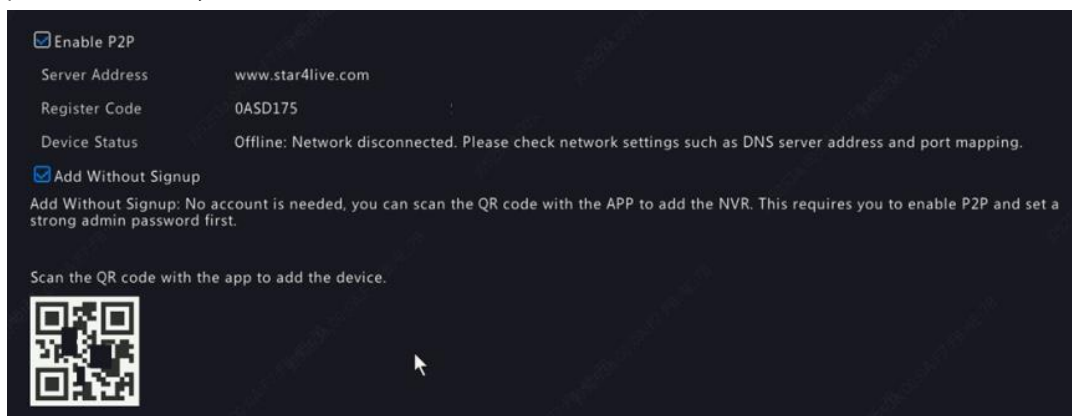 Enable P2P
Server Address www.star4live.com
Register Code 0ASD175
Device Status Offline: Network disconnected. Please check network settings such as DNS server address and port mapping.
Add Without Signup
Add Without Signup: No account is needed, you can scan the QR code with the APP to add the NVR. This requires you to enable P2P and set a
strong admin password first.
Scan the QR code with the app to add the device.